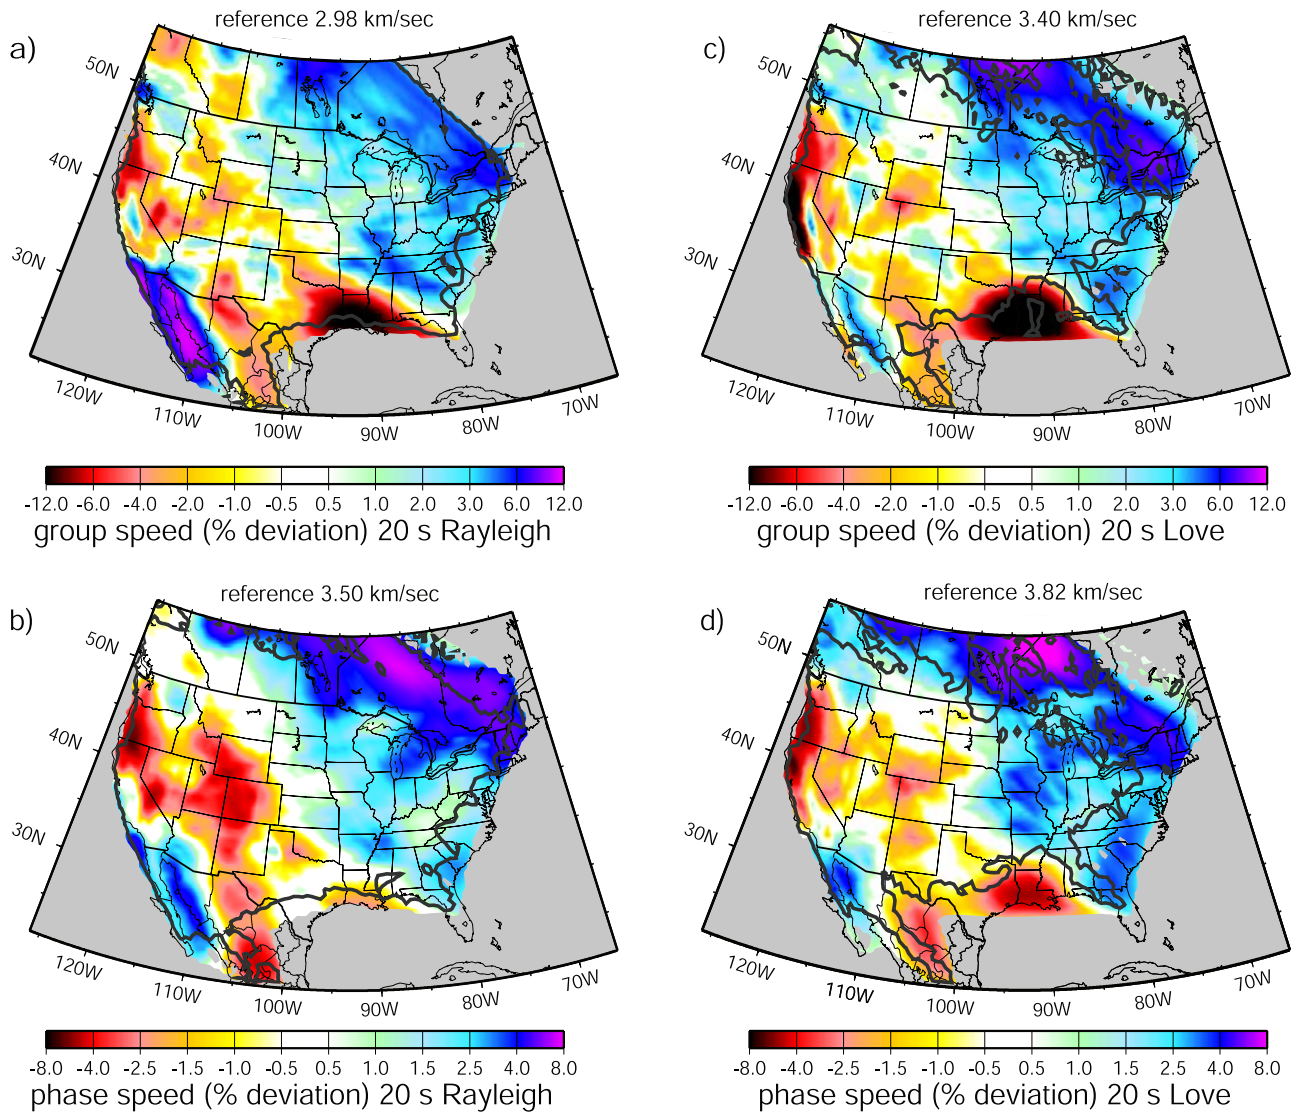 reference 2.98 km/sec
a)
50N
40N
30N
120W
110W
100W
90W
80W
70W
-12.0 -6.0 -4.0 -2.0 -1.0 -0.5 0.5 1.0 2.0 3.0 6.0 12.0
group speed (% deviation) 20 s Rayleigh
reference 3.40 km/sec
c)
50N
40N
30N
120W
110W
100W
90W
80W
70W
-12.0 -6.0 -4.0 -2.0 -1.0 -0.5 0.5 1.0 2.0 3.0 6.0 12.0
group speed (% deviation) 20 s Love
reference 3.50 km/sec
b)
50N
40N
30N
120W
110W
100W
90W
80W
70W
-8.0 -4.0 -2.5 -1.5 -1.0 -0.5 0.5 1.0 1.5 2.5 4.0 8.0
phase speed (% deviation) 20 s Rayleigh
reference 3.82 km/sec
d)
50N
40N
30N
120W
110W
100W
90W
80W
70W
-8.0 -4.0 -2.5 -1.5 -1.0 -0.5 0.5 1.0 1.5 2.5 4.0 8.0
phase speed (% deviation) 20 s Love